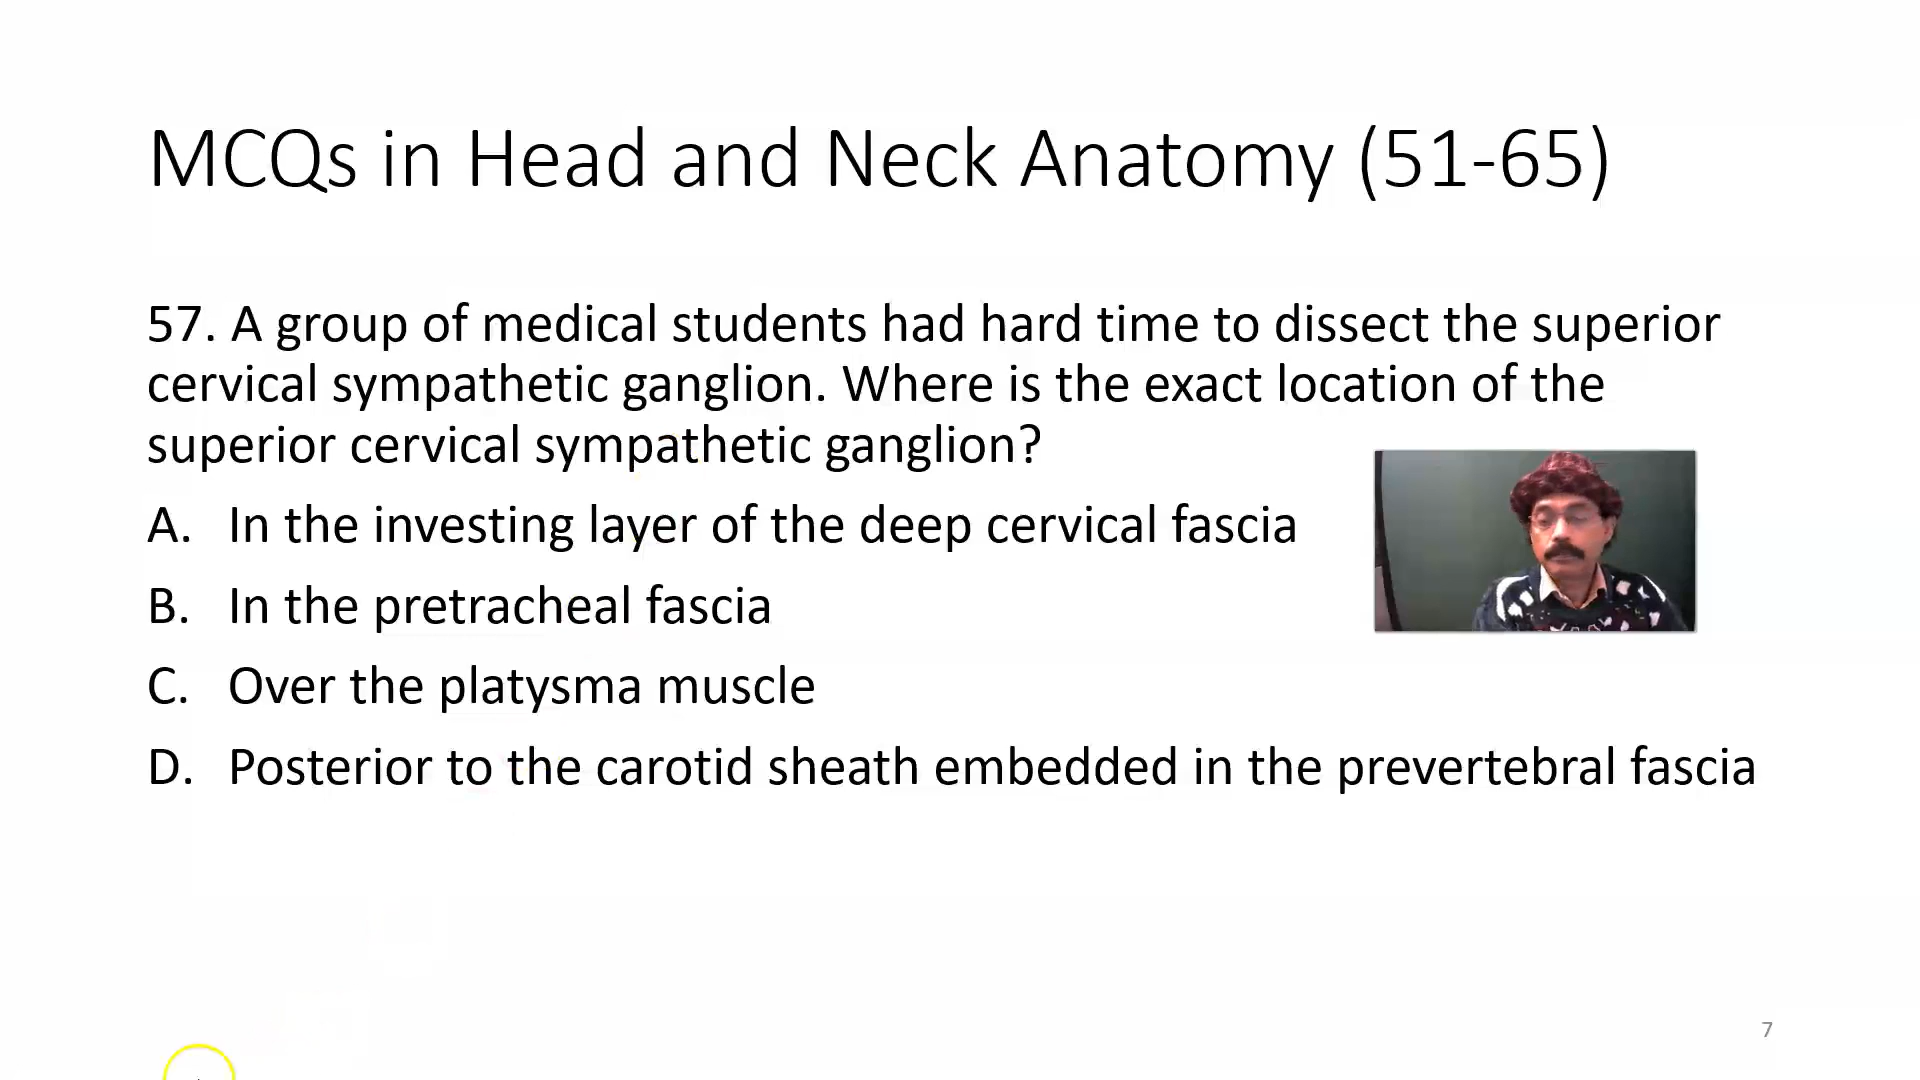 MCQs in Head and Neck Anatomy (51-65)
57. A group of medical students had hard time to dissect the superior
cervical sympathetic ganglion. Where is the exact location of the
superior cervical sympathetic ganglion?
A. In the investing layer of the deep cervical fascia
B. In the pretracheal fascia
C. Over the platysma muscle
D. Posterior to the carotid sheath embedded in the prevertebral fascia
7